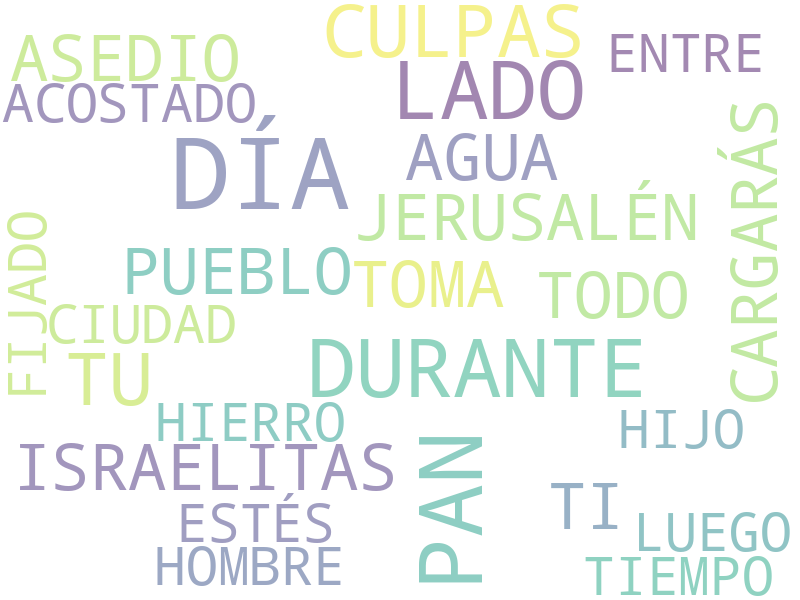 CULPAS
ASEDIO
ENTRE
LADO
ACOSTADO
DÍA
AGUA
CARGARÁS
JERUSALÉN
FIJADO
PUEBLO
TOMA
TODO
CIUDAD
DURANTE
TU
HIERRO
HIJO
ISRAELITAS
PAN
TI
ESTÉS
LUEGO
HOMBRE
TIEMPO